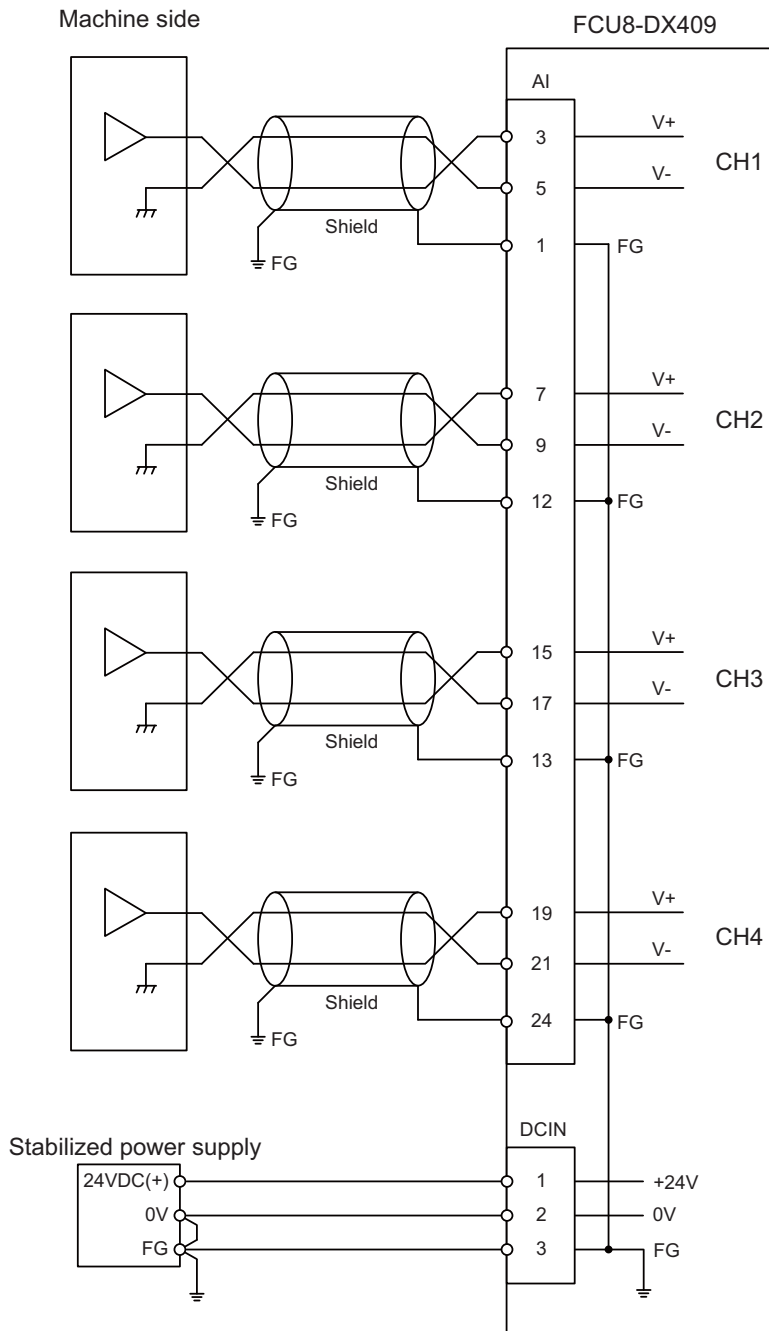 Machine side
FCU8-DX409
AI
3 V+
CH1
5 V-
Shield
1 FG
FG
7 V+
CH2
9 V-
Shield
12 FG
FG
15 V+
CH3
17 V-
Shield
13 FG
FG
19 V+
CH4
21 V-
Shield
24 FG
FG
DCIN
Stabilized power supply
24VDC(+) 1 +24V
0V 2 0V
FG 3 FG